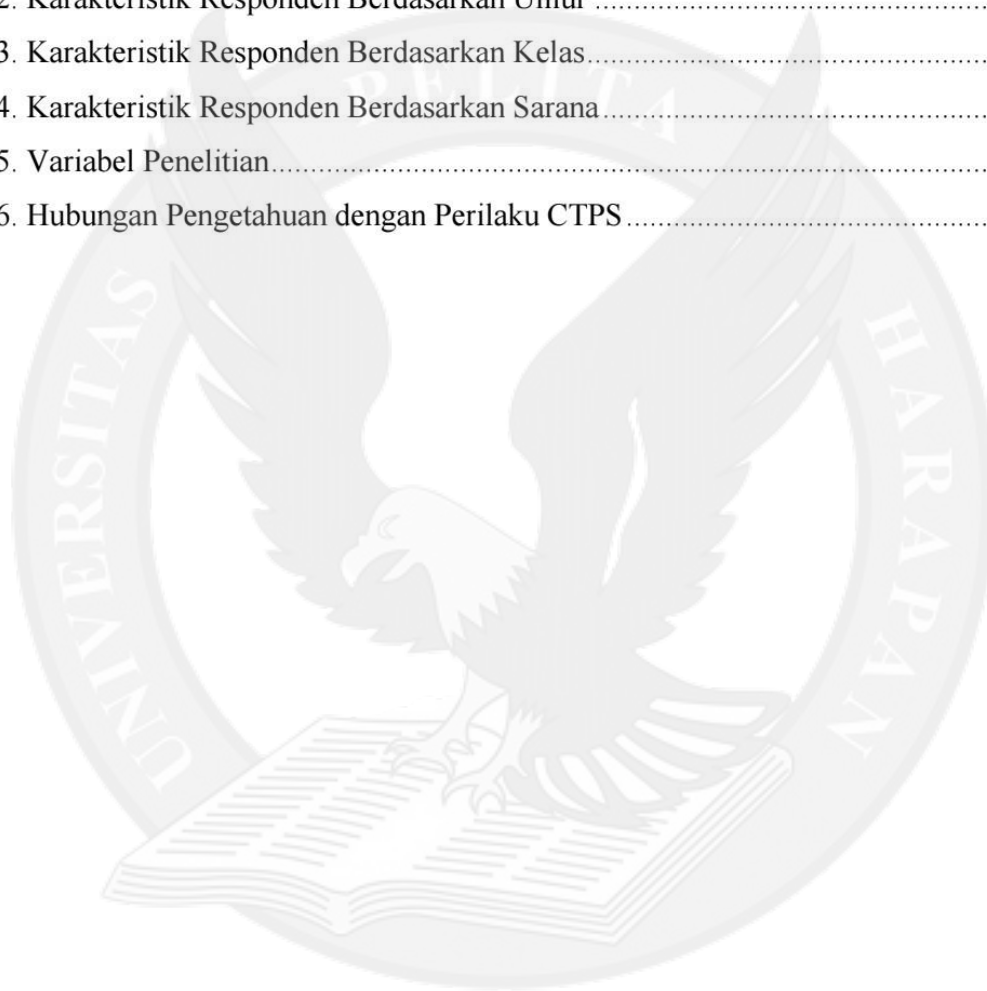 2. Karakteristik Responden Berdasarkan Umur ........................................................
3. Karakteristik Responden Berdasarkan Kelas........................................................
4. Karakteristik Responden Berdasarkan Sarana......................................................
5. Variabel Penelitian................................................................................................
6. Hubungan Pengetahuan dengan Perilaku CTPS...................................................
UNIVERSITAS PELITA HARAPAN